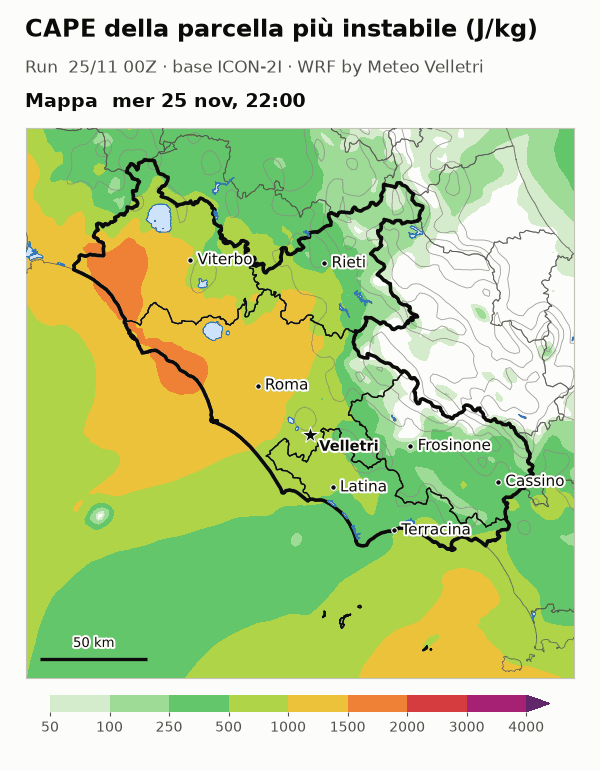 CAPE della parcella più instabile (J/kg)
Run 25/11 00Z · base ICON-2I · WRF by Meteo Velletri
Mappa mer 25 nov, 22:00
Viterbo
Rieti
Roma
Velletri
Frosinone
Cassino
Latina
Terracina
50 km
50 100 250 500 1000 1500 2000 3000 4000